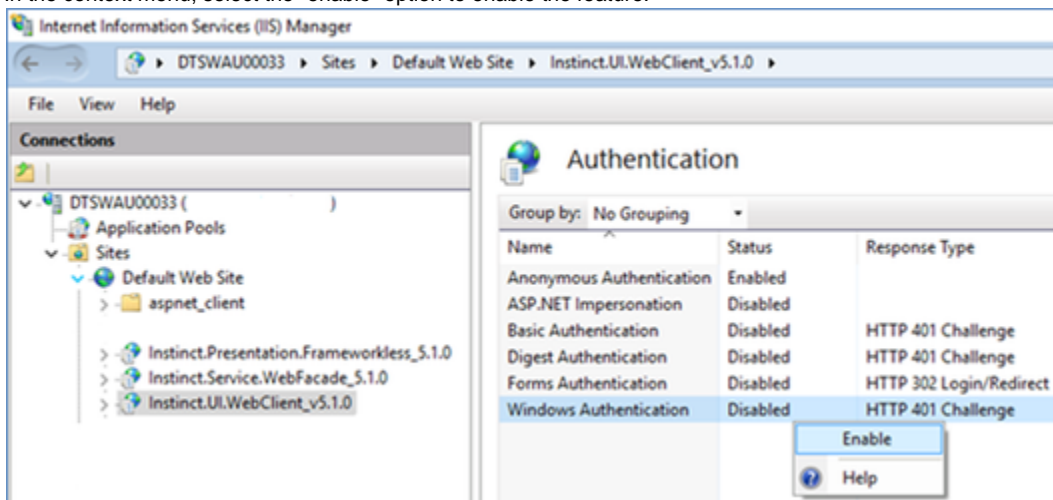 In the context menu, select the "Enable" option to enable the feature.
Internet Information Services (IIS) Manager
DTSWAU00033 Sites Default Web Site Instinct.UI.WebClient_v5.1.0
File View Help
Connections
Authentication
DTSWAU00033 ( )
Application Pools
Sites
Default Web Site
aspnet_client
Instinct.Presentation.Frameworkless_5.1.0
Instinct.Service.WebFacade_5.1.0
Instinct.UI.WebClient_v5.1.0
Group by: No Grouping
Name Status Response Type
Anonymous Authentication Enabled
ASP.NET Impersonation Disabled
Basic Authentication Disabled HTTP 401 Challenge
Digest Authentication Disabled HTTP 401 Challenge
Forms Authentication Disabled HTTP 302 Login/Redirect
Windows Authentication Disabled HTTP 401 Challenge
Enable
Help